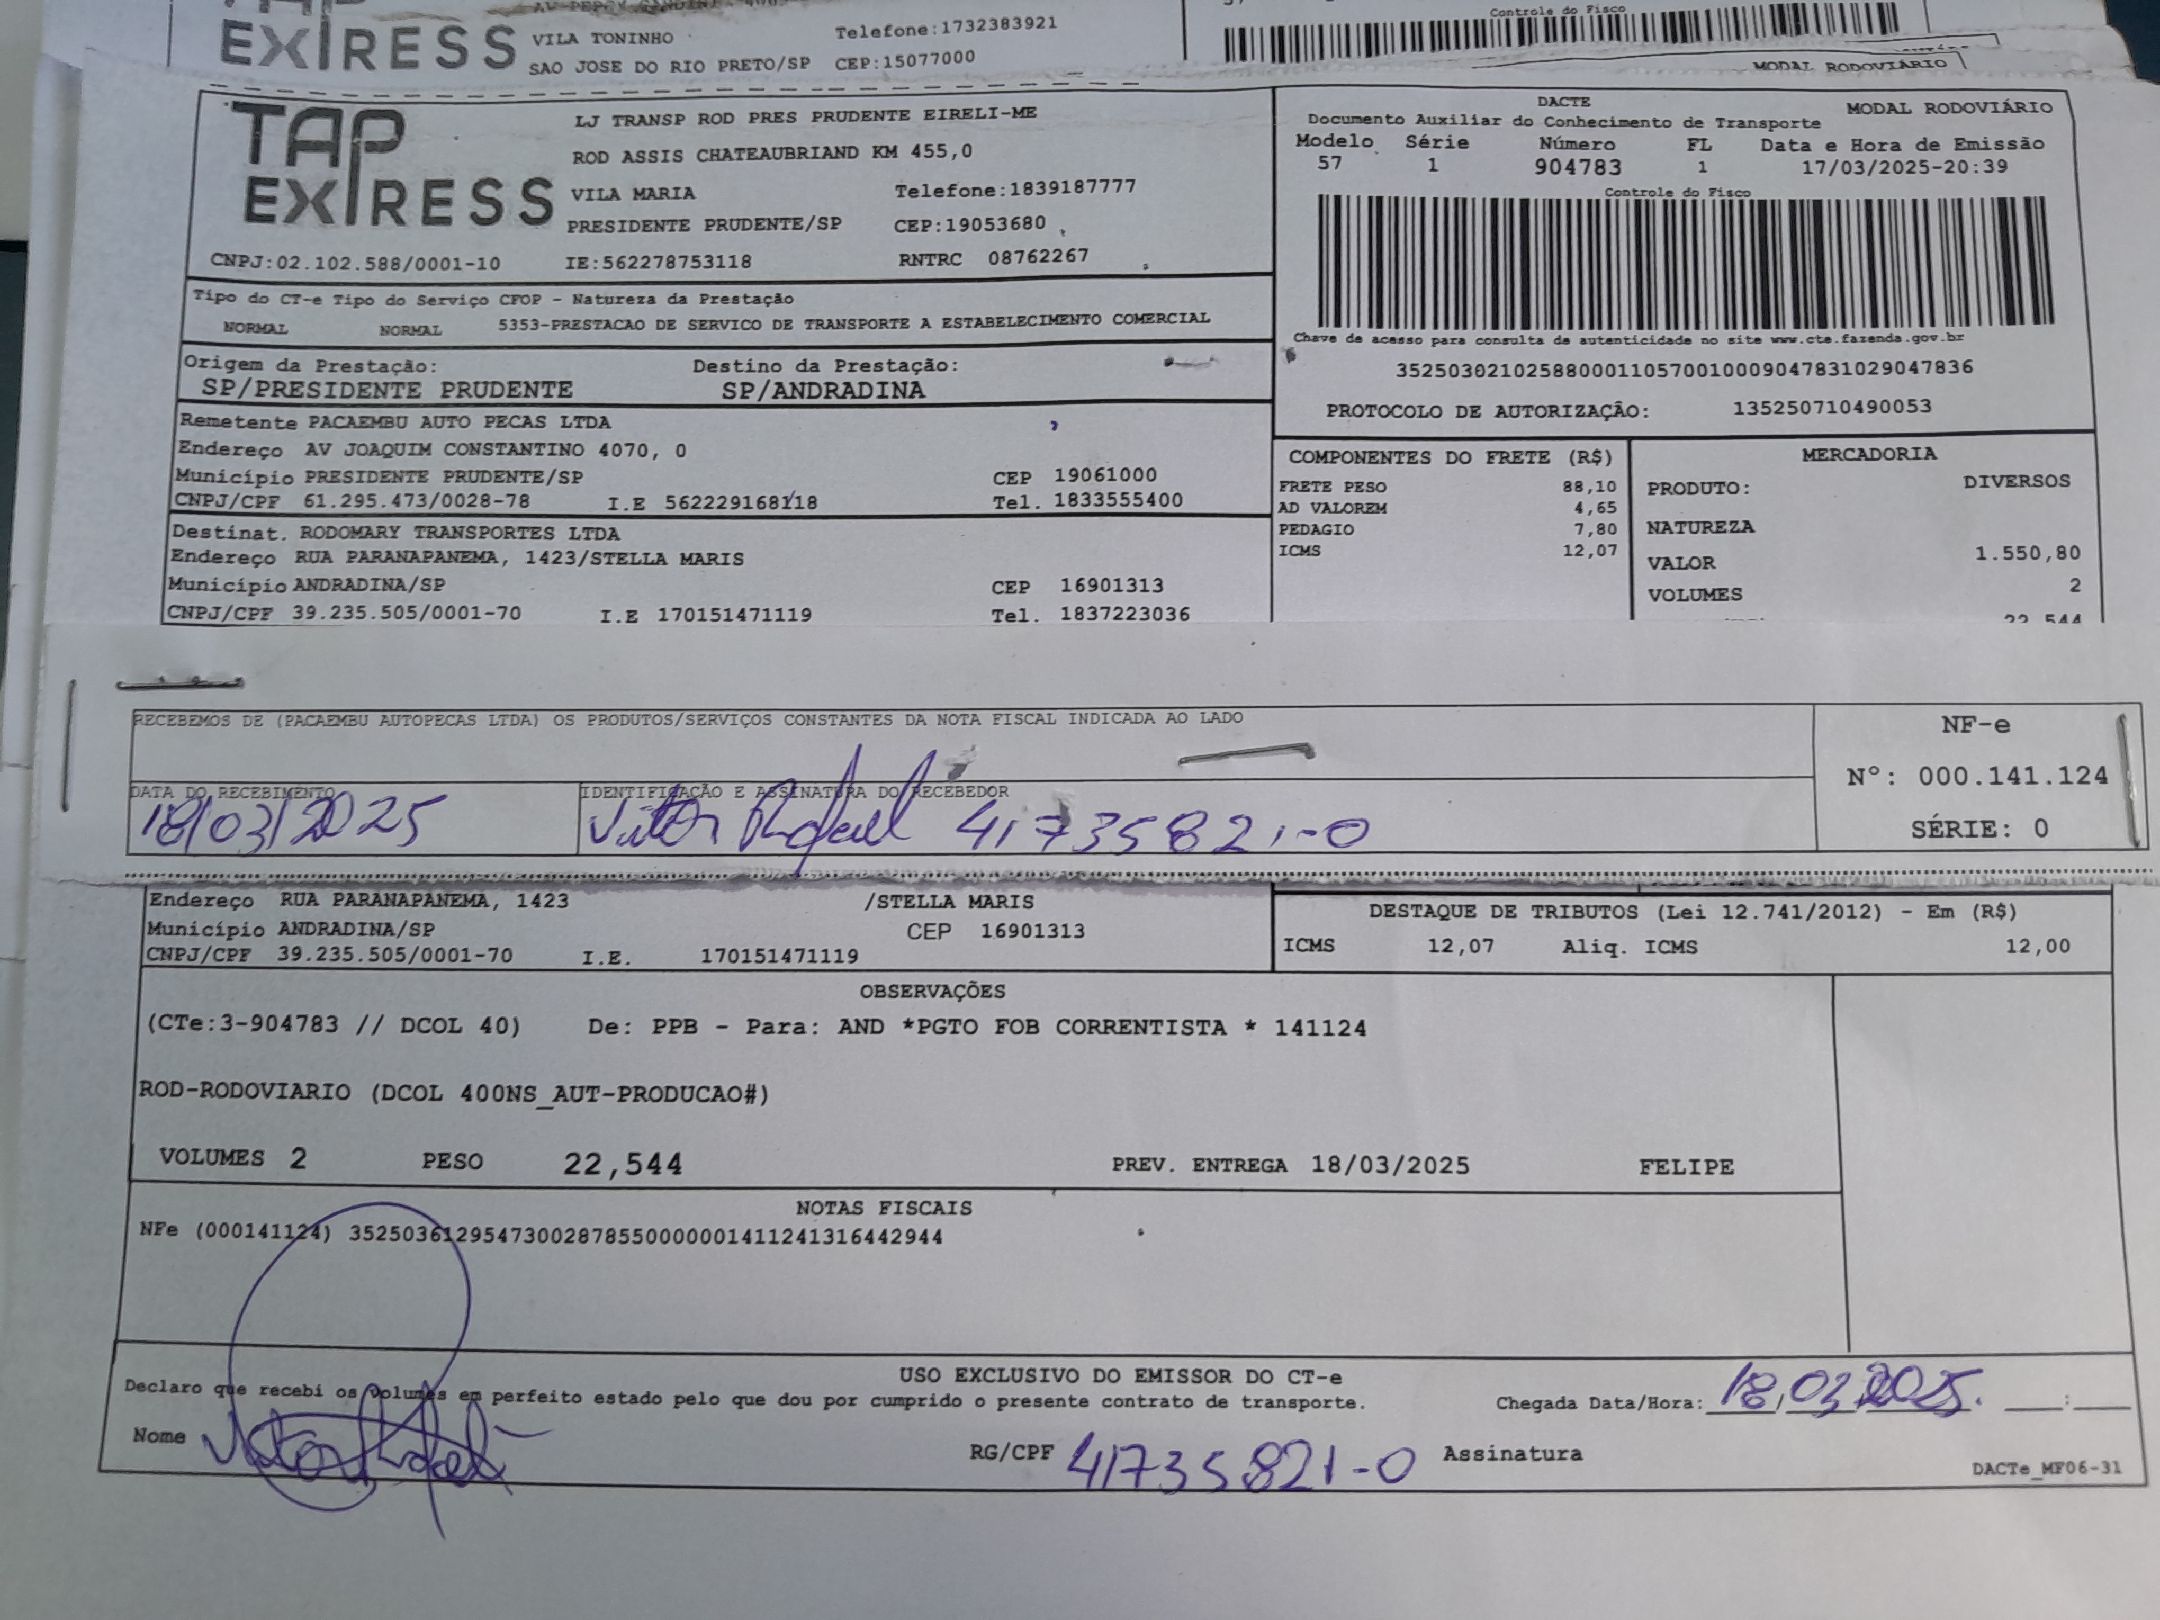 TAP
EXPRESS
VILA TONINHO Telefone:1732383921
SAO JOSE DO RIO PRETO/SP CEP:15077000
Controle do Fisco
MODAL RODOVIÁRIO
TAP
EXPRESS
LJ TRANSP ROD PRES PRUDENTE EIRELI-ME
ROD ASSIS CHATEAUBRIAND KM 455,0
VILA MARIA Telefone:1839187777
PRESIDENTE PRUDENTE/SP CEP:19053680
CNPJ:02.102.588/0001-10 IE:562278753118 RNTRC 08762267
DACTE MODAL RODOVIÁRIO
Documento Auxiliar do Conhecimento de Transporte
Modelo Série Número FL Data e Hora de Emissão
57 1 904783 1 17/03/2025-20:39
Controle do Fisco
Chave de acesso para consulta de autenticidade no site www.cte.fazenda.gov.br
35250302102588000110570010009047831029047836
PROTOCOLO DE AUTORIZAÇÃO: 135250710490053
Tipo do CT-e Tipo do Serviço CFOP - Natureza da Prestação
NORMAL NORMAL 5353-PRESTACAO DE SERVICO DE TRANSPORTE A ESTABELECIMENTO COMERCIAL
Origem da Prestação: Destino da Prestação:
SP/PRESIDENTE PRUDENTE SP/ANDRADINA
Remetente PACAEMBU AUTO PECAS LTDA
Endereço AV JOAQUIM CONSTANTINO 4070, 0
Município PRESIDENTE PRUDENTE/SP CEP 19061000
CNPJ/CPF 61.295.473/0028-78 I.E 562229168118 Tel. 1833555400
Destinat. RODOMARY TRANSPORTES LTDA
Endereço RUA PARANAPANEMA, 1423/STELLA MARIS
Município ANDRADINA/SP CEP 16901313
CNPJ/CPF 39.235.505/0001-70 I.E 170151471119 Tel. 1837223036
COMPONENTES DO FRETE (R$)
FRETE PESO 88,10
AD VALOREM 4,65
PEDAGIO 7,80
ICMS 12,07
MERCADORIA
PRODUTO: DIVERSOS
NATUREZA
VALOR 1.550,80
VOLUMES 2
22,544
RECEBEMOS DE (PACAEMBU AUTOPECAS LTDA) OS PRODUTOS/SERVIÇOS CONSTANTES DA NOTA FISCAL INDICADA AO LADO
DATA DO RECEBIMENTO IDENTIFICAÇÃO E ASSINATURA DO RECEBEDOR
18/03/2025 Vitor Rafael 41735821-0
NF-e
N°: 000.141.124
SÉRIE: 0
Endereço RUA PARANAPANEMA, 1423 /STELLA MARIS
Município ANDRADINA/SP CEP 16901313
CNPJ/CPF 39.235.505/0001-70 I.E. 170151471119
DESTAQUE DE TRIBUTOS (Lei 12.741/2012) - Em (R$)
ICMS 12,07 Aliq. ICMS 12,00
OBSERVAÇÕES
(CTe:3-904783 // DCOL 40) De: PPB - Para: AND *PGTO FOB CORRENTISTA * 141124
ROD-RODOVIARIO (DCOL 400NS_AUT-PRODUCAO#)
VOLUMES 2 PESO 22,544 PREV. ENTREGA 18/03/2025 FELIPE
NOTAS FISCAIS
NFe (000141124) 35250361295473002878550000001411241316442944
USO EXCLUSIVO DO EMISSOR DO CT-e
Declaro que recebi os volumes em perfeito estado pelo que dou por cumprido o presente contrato de transporte. Chegada Data/Hora: 18/03/2025. __:__
Nome Vitor Rafael RG/CPF 41735821-0 Assinatura
DACTe_MF06-31